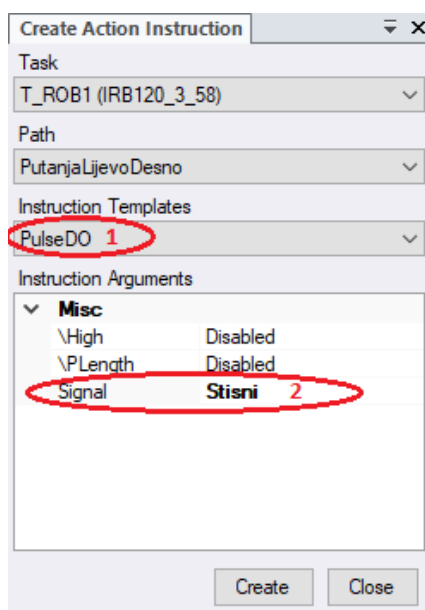 Create Action Instruction
Task
T_ROB1 (IRB120_3_58)
Path
PutanjaLijevoDesno
Instruction Templates
PulseDO 1
Instruction Arguments
Misc
\High Disabled
\PLength Disabled
Signal Stisni 2
Create Close